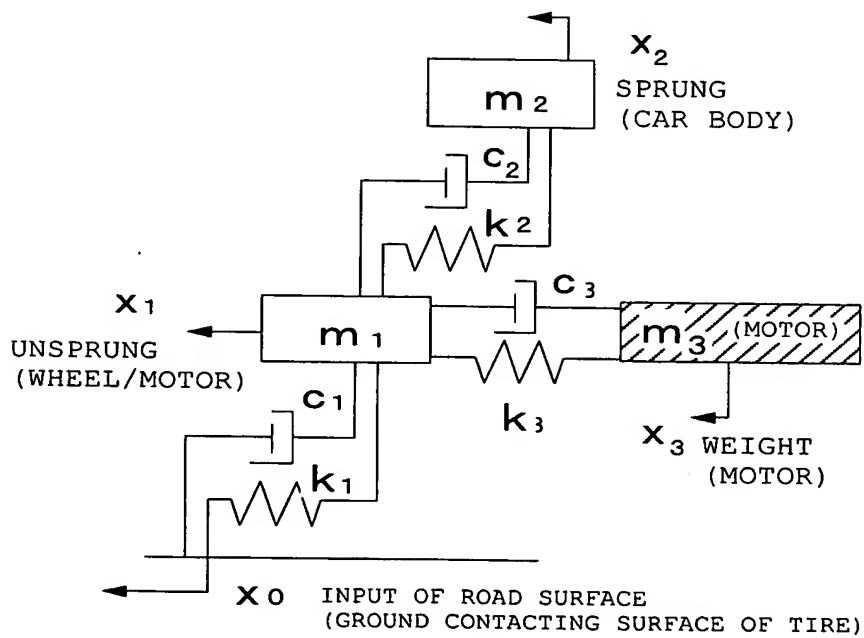 x2
SPRUNG
(CAR BODY)
m2
c2
k2
x1
UNSPRUNG
(WHEEL/MOTOR)
m1
c3
m3 (MOTOR)
k3
x3 WEIGHT
(MOTOR)
c1
k1
x0 INPUT OF ROAD SURFACE
(GROUND CONTACTING SURFACE OF TIRE)